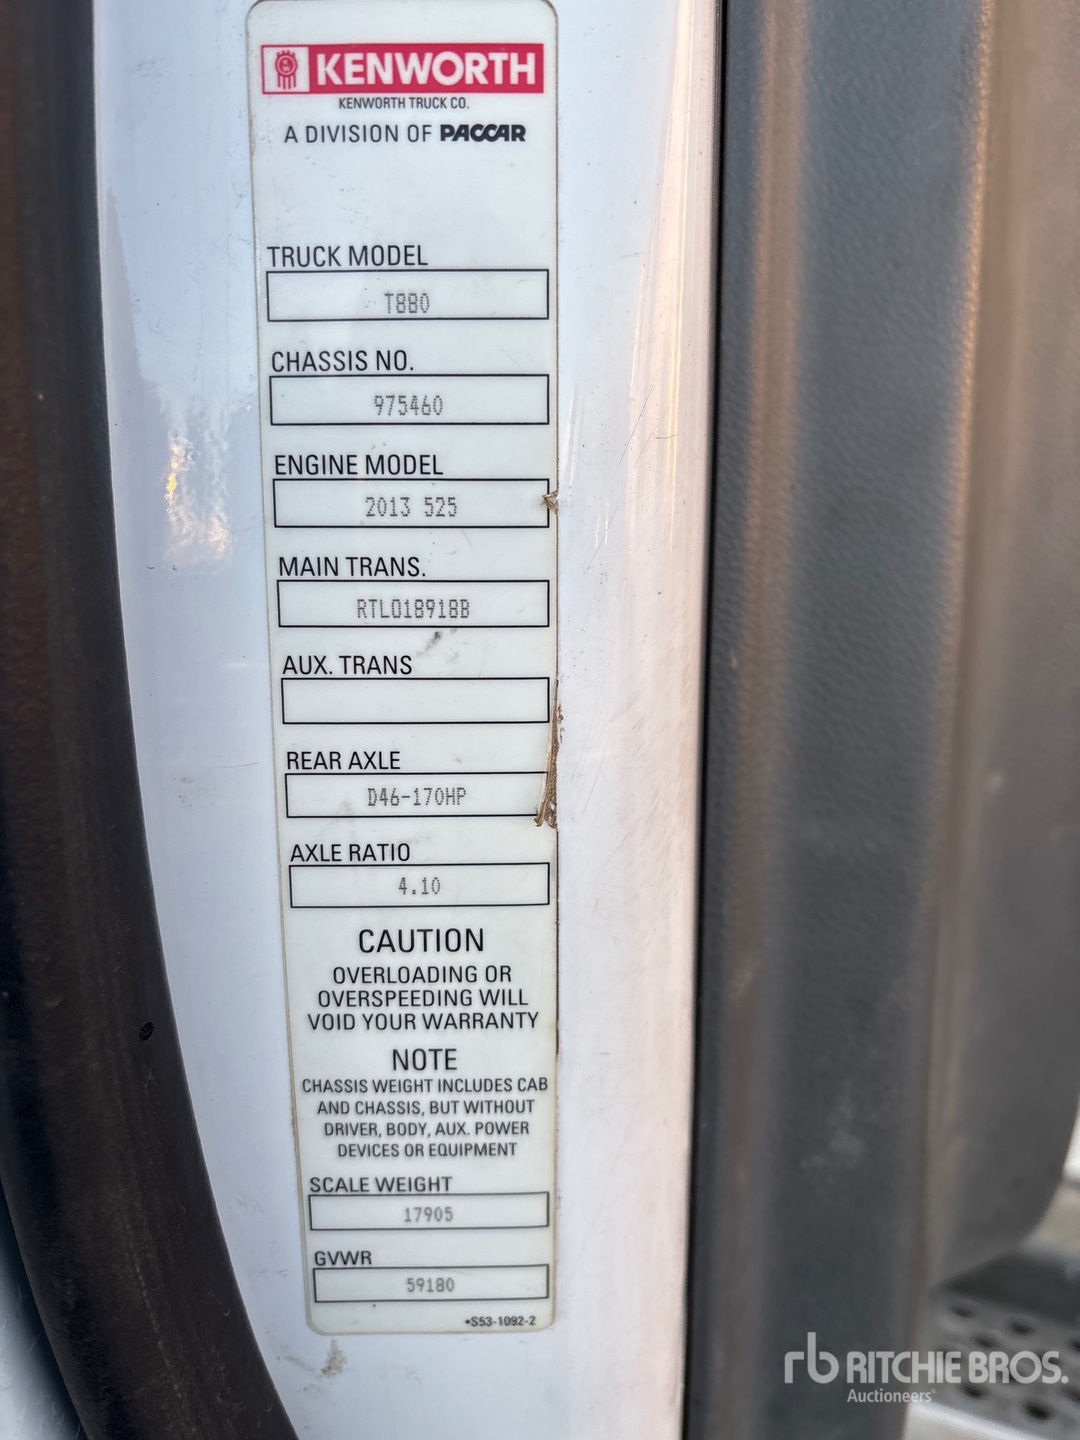 KENWORTH
KENWORTH TRUCK CO.
A DIVISION OF PACCAR
TRUCK MODEL
T880
CHASSIS NO.
975460
ENGINE MODEL
2013 525
MAIN TRANS.
RTLO18918B
AUX. TRANS
REAR AXLE
D46-170HP
AXLE RATIO
4.10
CAUTION
OVERLOADING OR
OVERSPEEDING WILL
VOID YOUR WARRANTY
NOTE
CHASSIS WEIGHT INCLUDES CAB
AND CHASSIS, BUT WITHOUT
DRIVER, BODY, AUX. POWER
DEVICES OR EQUIPMENT
SCALE WEIGHT
17905
GVWR
59180
•S53-1092-2
rb RITCHIE BROS.
Auctioneers